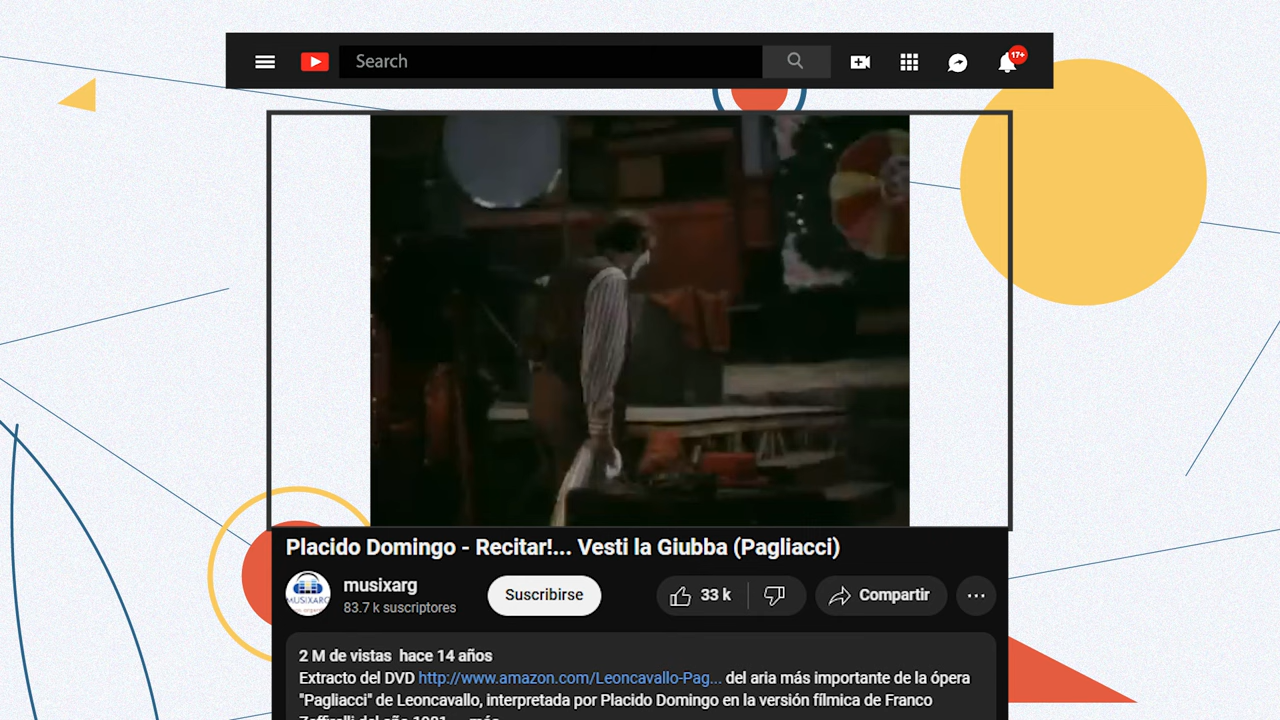 Search
17+
Placido Domingo - Recitar!... Vesti la Giubba (Pagliacci)
musixarg
83.7 k suscriptores
Suscribirse
33 k
Compartir
2 M de vistas hace 14 años
Extracto del DVD http://www.amazon.com/Leoncavallo-Pag... del aria más importante de la ópera
"Pagliacci" de Leoncavallo, interpretada por Placido Domingo en la versión fílmica de Franco